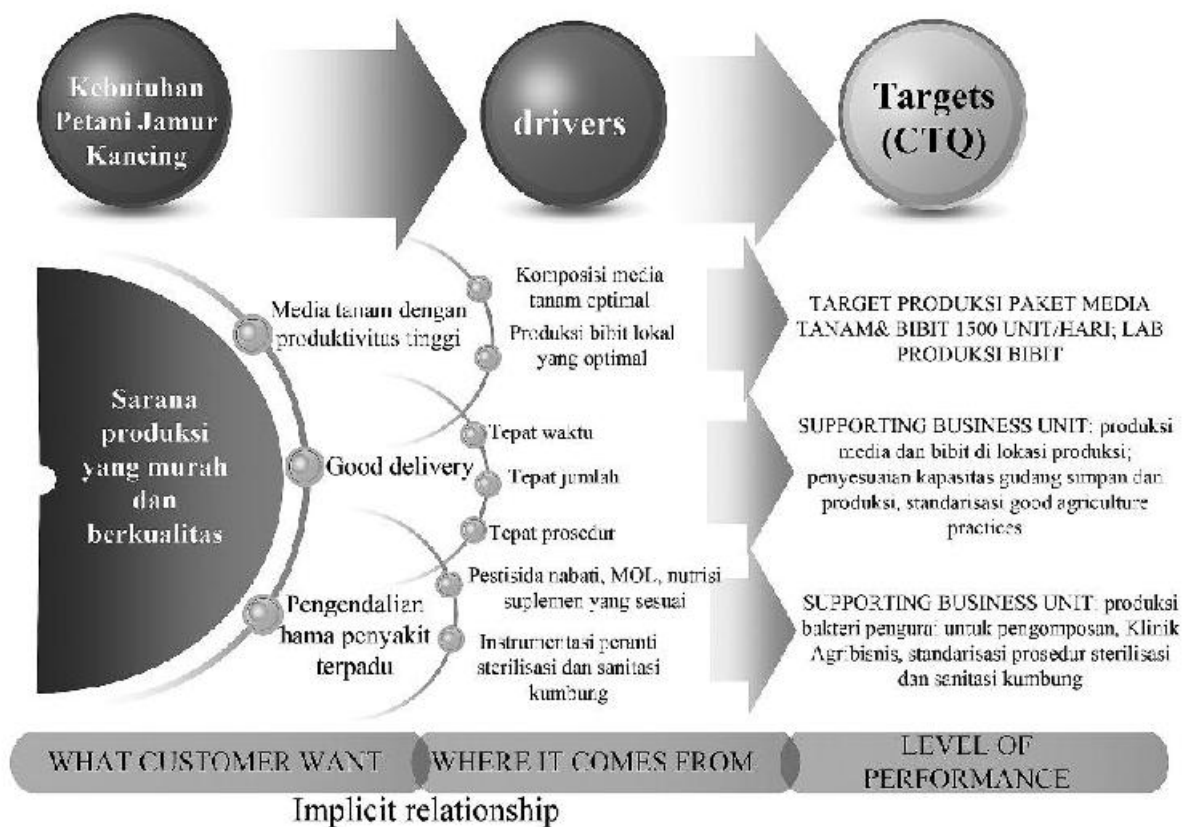 Kebutuhan
Petani Jamur
Kancing
drivers
Targets
(CTQ)
Sarana
produksi
yang murah
dan
berkualitas
Media tanam dengan
produktivitas tinggi
Good delivery
Pengendalian
hama penyakit
terpadu
Komposisi media
tanam optimal
Produksi bibit lokal
yang optimal
Tepat waktu
Tepat jumlah
Tepat prosedur
Pestisida nabati, MOL, nutrisi
suplemen yang sesuai
Instrumentasi peranti
sterilisasi dan sanitasi
kumbung
TARGET PRODUKSI PAKET MEDIA
TANAM& BIBIT 1500 UNIT/HARI; LAB
PRODUKSI BIBIT
SUPPORTING BUSINESS UNIT: produksi
media dan bibit di lokasi produksi;
penyesuaian kapasitas gudang simpan dan
produksi, standarisasi good agriculture
practices
SUPPORTING BUSINESS UNIT: produksi
bakteri pengurai untuk pengomposan, Klinik
Agribisnis, standarisasi prosedur sterilisasi
dan sanitasi kumbung
WHAT CUSTOMER WANT
WHERE IT COMES FROM
LEVEL OF
PERFORMANCE
Implicit relationship